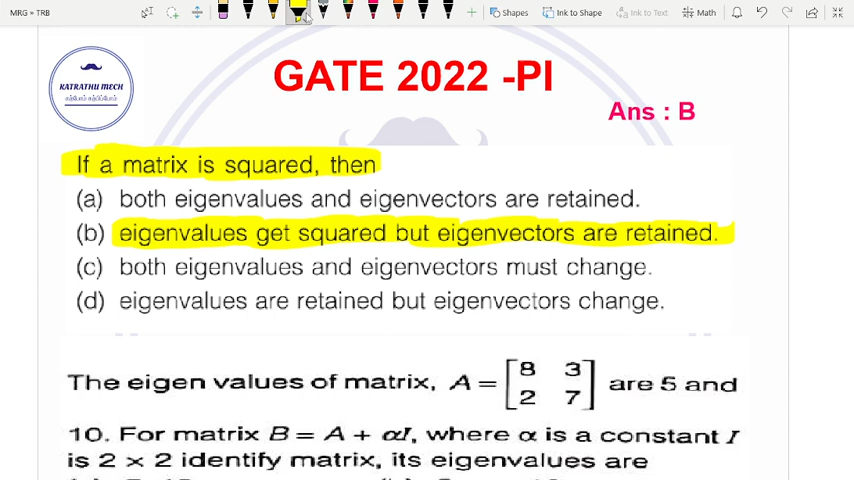 MRG = TRB
Shapes
Ink to Shape
Ink to Text
Math
KATRATHU MECH
கற்போம் கற்பிப்போம்
GATE 2022 -PI
Ans : B
If a matrix is squared, then
(a) both eigenvalues and eigenvectors are retained.
(b) eigenvalues get squared but eigenvectors are retained.
(c) both eigenvalues and eigenvectors must change.
(d) eigenvalues are retained but eigenvectors change.
The eigen values of matrix, A = [8 3
2 7] are 5 and
10. For matrix B = A + αI, where α is a constant I
is 2 × 2 identify matrix, its eigenvalues are